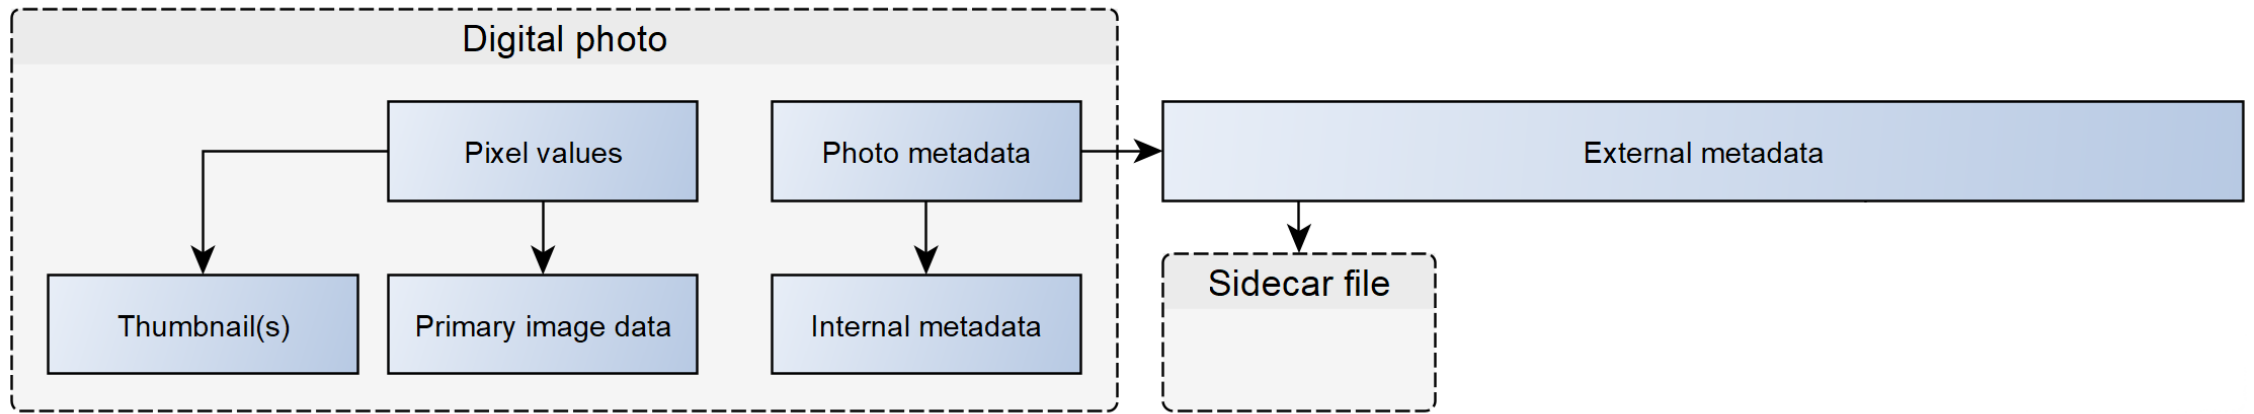 Digital photo
Pixel values
Photo metadata
External metadata
Thumbnail(s)
Primary image data
Internal metadata
Sidecar file